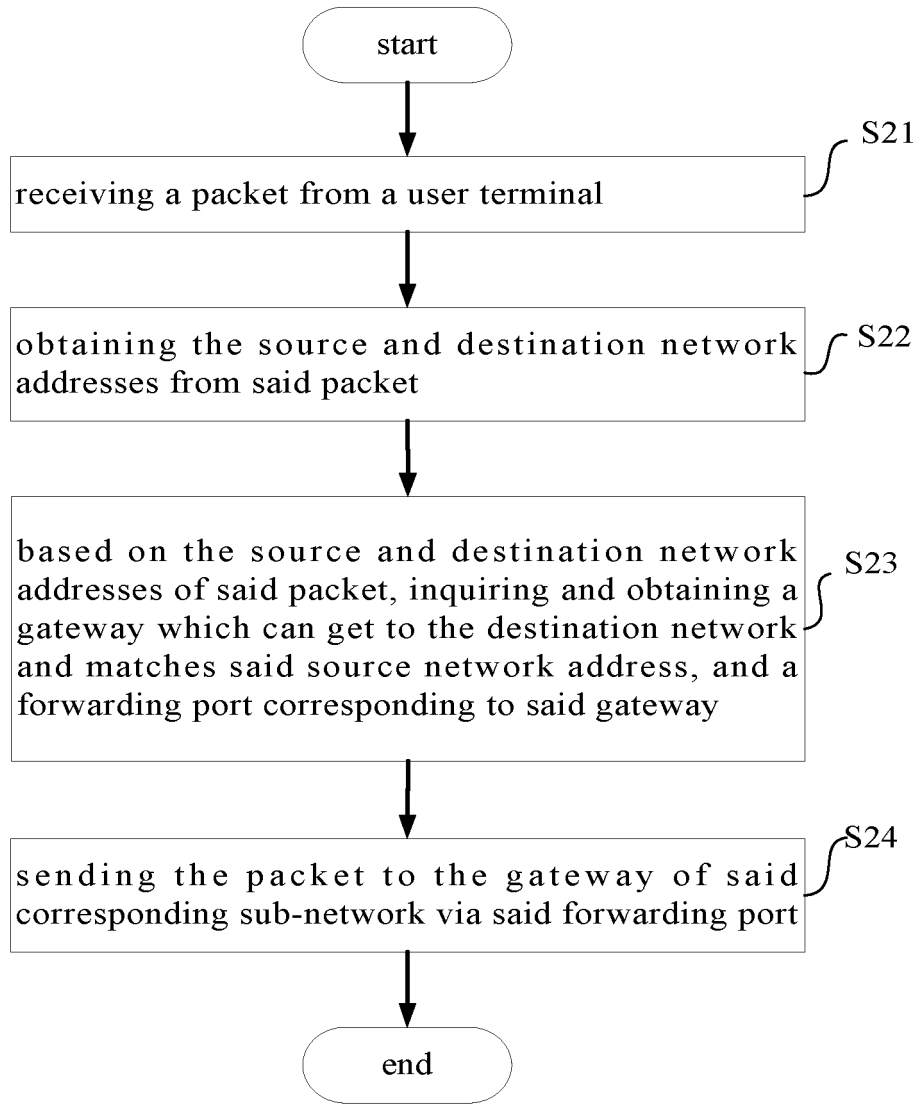 start
S21
receiving a packet from a user terminal
S22
obtaining the source and destination network
addresses from said packet
S23
based on the source and destination network
addresses of said packet, inquiring and obtaining a
gateway which can get to the destination network
and matches said source network address, and a
forwarding port corresponding to said gateway
S24
sending the packet to the gateway of said
corresponding sub-network via said forwarding port
end